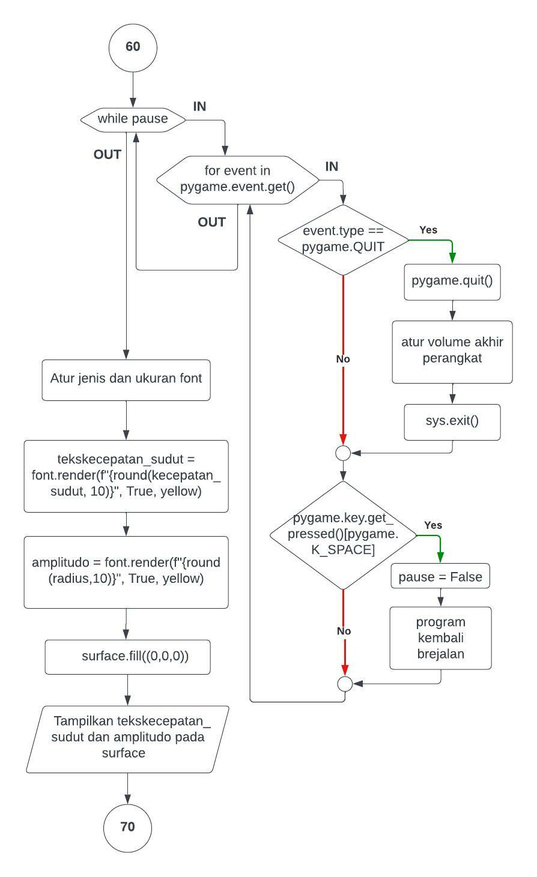 60
while pause
IN
OUT
for event in
pygame.event.get()
IN
OUT
event.type ==
pygame.QUIT
Yes
pygame.quit()
atur volume akhir
perangkat
No
sys.exit()
Atur jenis dan ukuran font
tekskecepatan_sudut =
font.render(f"{round(kecepatan_
sudut, 10)}", True, yellow)
pygame.key.get_
pressed()[pygame.
K_SPACE]
Yes
pause = False
program
kembali
brejalan
No
amplitudo = font.render(f"{round
(radius,10)}", True, yellow)
surface.fill((0,0,0))
Tampilkan tekskecepatan_
sudut dan amplitudo pada
surface
70